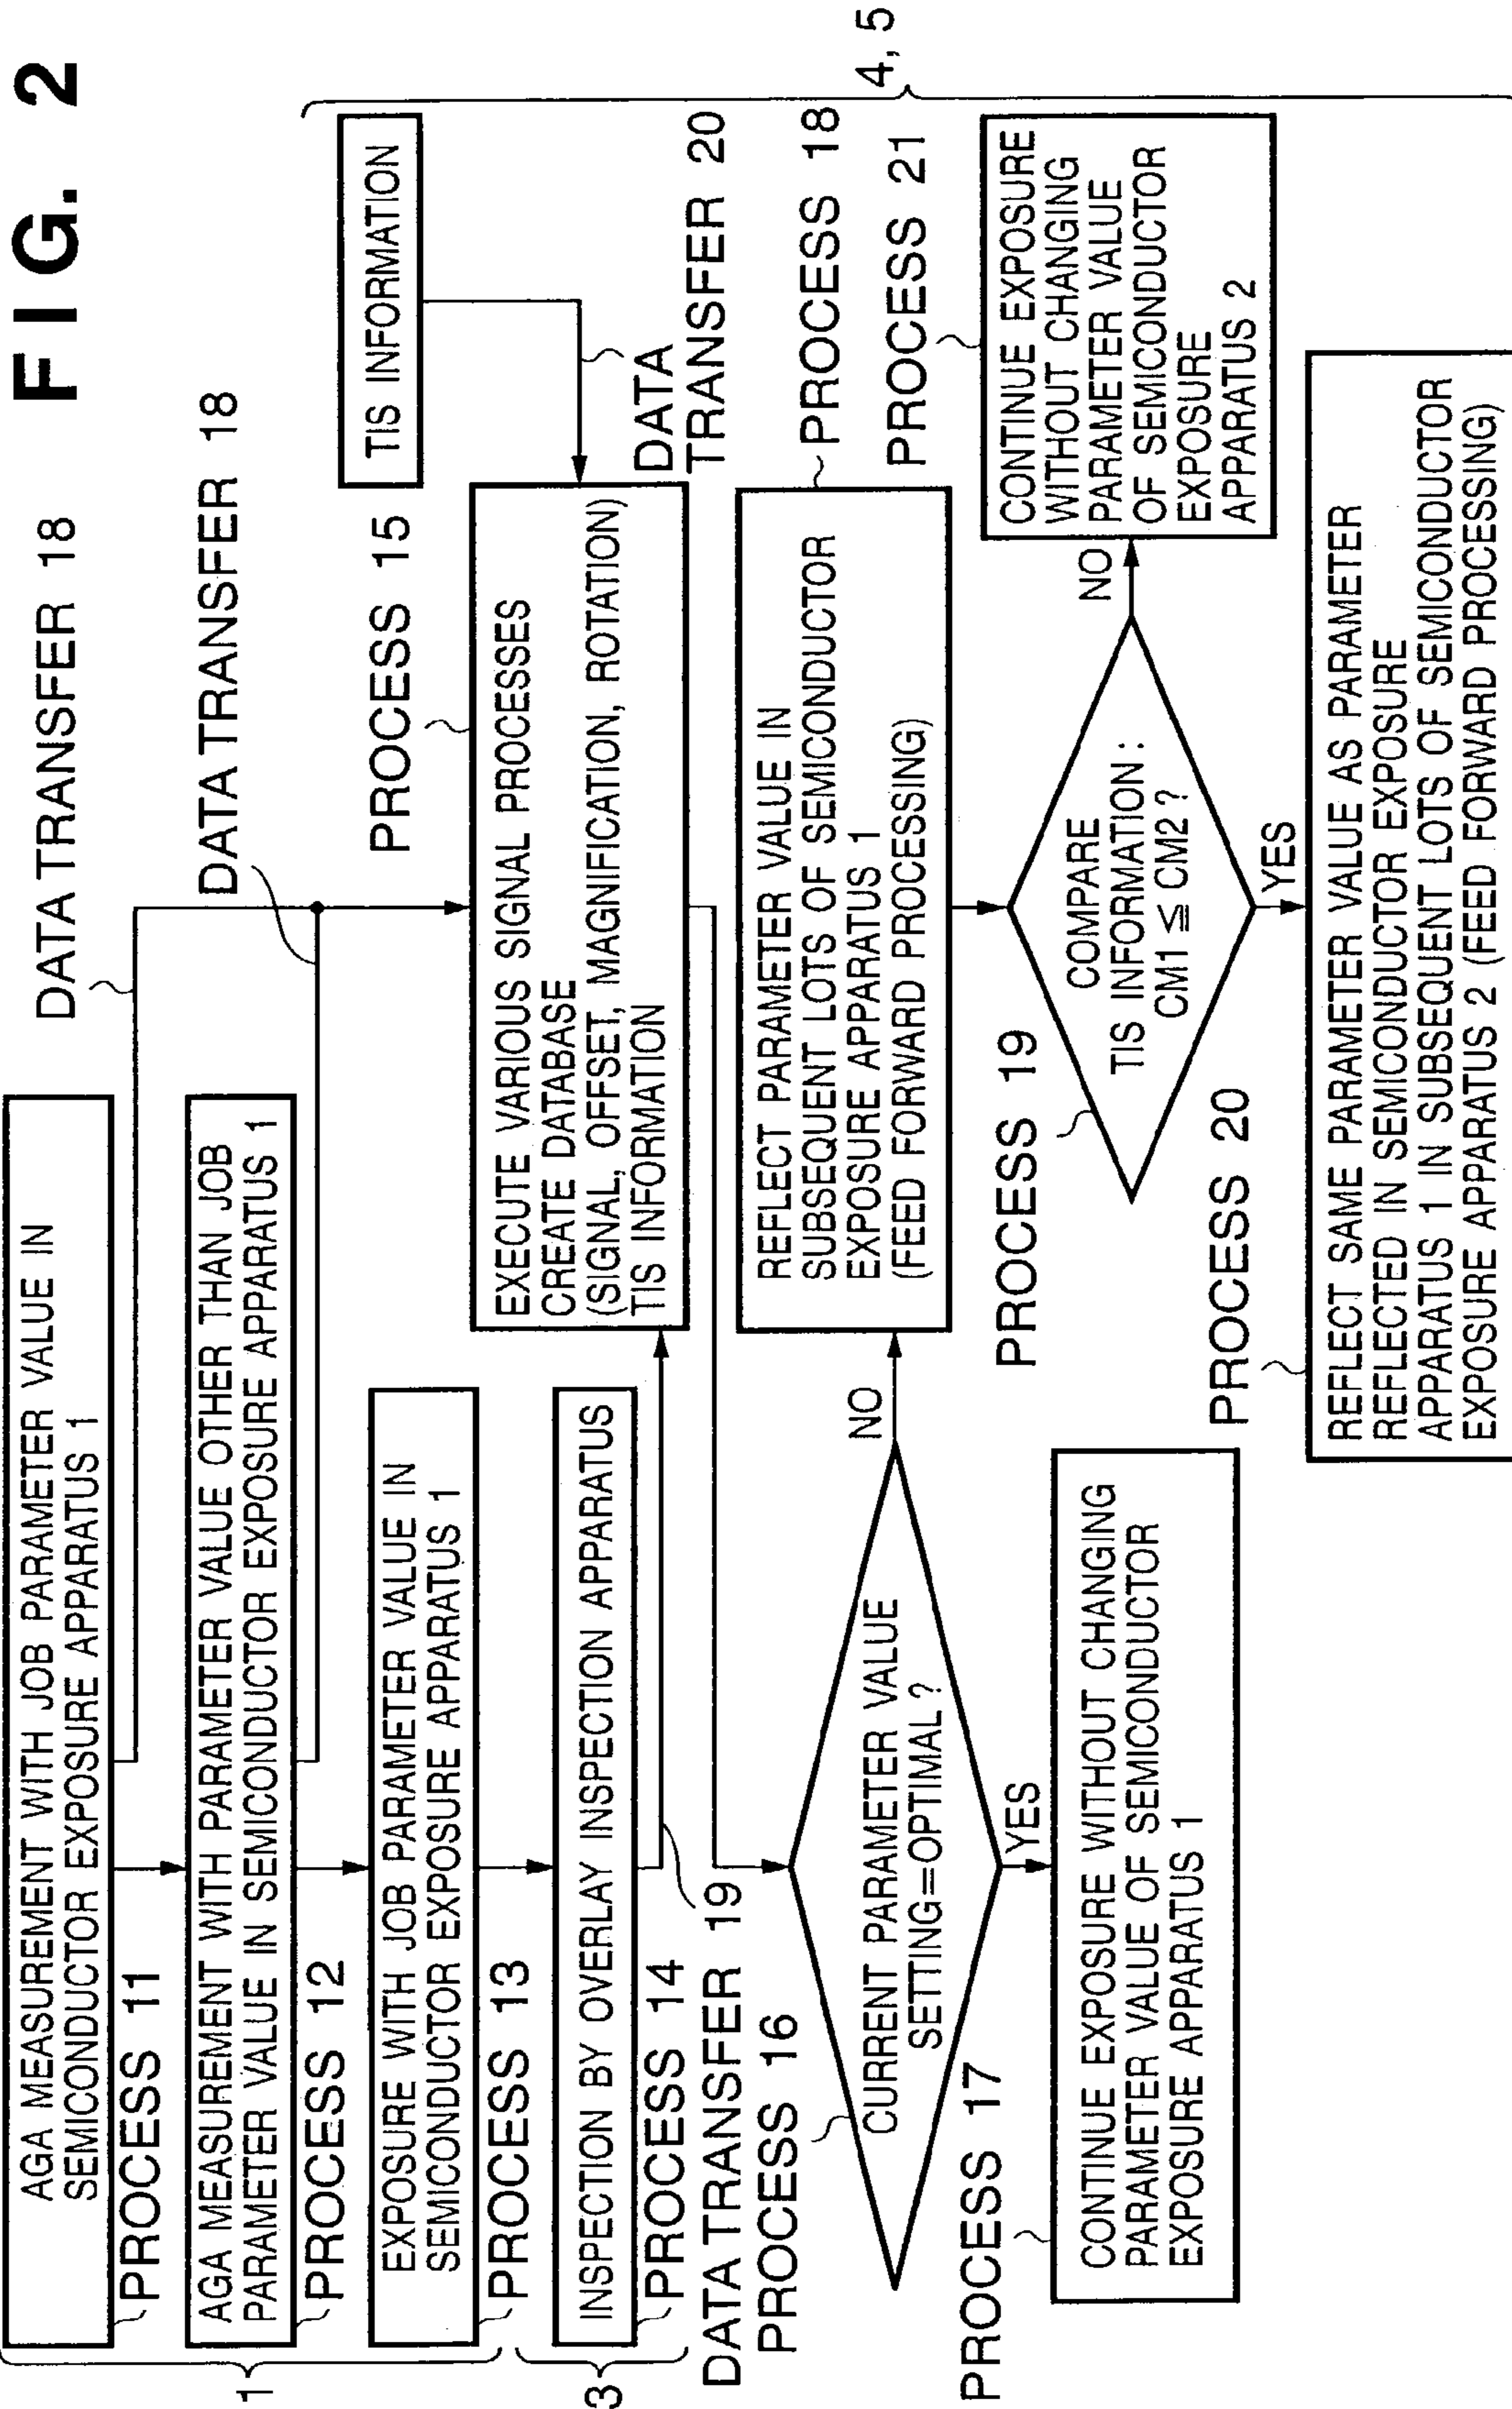 F I G. 2
AGA MEASUREMENT WITH JOB PARAMETER VALUE IN
SEMICONDUCTOR EXPOSURE APPARATUS 1
PROCESS 11
DATA TRANSFER 18
AGA MEASUREMENT WITH PARAMETER VALUE OTHER THAN JOB
PARAMETER VALUE IN SEMICONDUCTOR EXPOSURE APPARATUS 1
PROCESS 12
DATA TRANSFER 18
1
EXPOSURE WITH JOB PARAMETER VALUE IN
SEMICONDUCTOR EXPOSURE APPARATUS 1
PROCESS 13
PROCESS 15
TIS INFORMATION
INSPECTION BY OVERLAY INSPECTION APPARATUS
PROCESS 14
3
EXECUTE VARIOUS SIGNAL PROCESSES
CREATE DATABASE
(SIGNAL, OFFSET, MAGNIFICATION, ROTATION)
TIS INFORMATION
DATA
TRANSFER 20
DATA TRANSFER 19
PROCESS 16
CURRENT PARAMETER VALUE
SETTING=OPTIMAL ?
NO
YES
REFLECT PARAMETER VALUE IN
SUBSEQUENT LOTS OF SEMICONDUCTOR
EXPOSURE APPARATUS 1
(FEED FORWARD PROCESSING)
PROCESS 18
4, 5
PROCESS 17
CONTINUE EXPOSURE WITHOUT CHANGING
PARAMETER VALUE OF SEMICONDUCTOR
EXPOSURE APPARATUS 1
PROCESS 19
COMPARE
TIS INFORMATION :
CM1 ≦ CM2 ?
NO
YES
PROCESS 21
CONTINUE EXPOSURE
WITHOUT CHANGING
PARAMETER VALUE
OF SEMICONDUCTOR
EXPOSURE
APPARATUS 2
PROCESS 20
REFLECT SAME PARAMETER VALUE AS PARAMETER
REFLECTED IN SEMICONDUCTOR EXPOSURE
APPARATUS 1 IN SUBSEQUENT LOTS OF SEMICONDUCTOR
EXPOSURE APPARATUS 2 (FEED FORWARD PROCESSING)